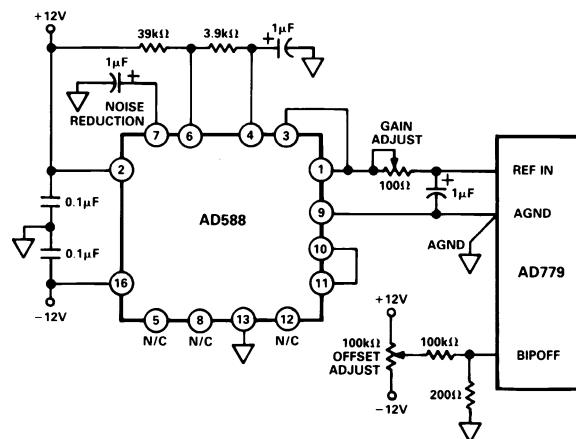 +12V
39kΩ
3.9kΩ
1μF
+
1μF
+
NOISE
REDUCTION
7
6
4
3
GAIN
ADJUST
2
1
100Ω
REF IN
+
1μF
0.1μF
AD588
9
AGND
10
AGND
0.1μF
11
AD779
16
-12V
5
8
13
12
N/C
N/C
N/C
+12V
100kΩ
OFFSET
ADJUST
100kΩ
BIPOFF
-12V
200Ω